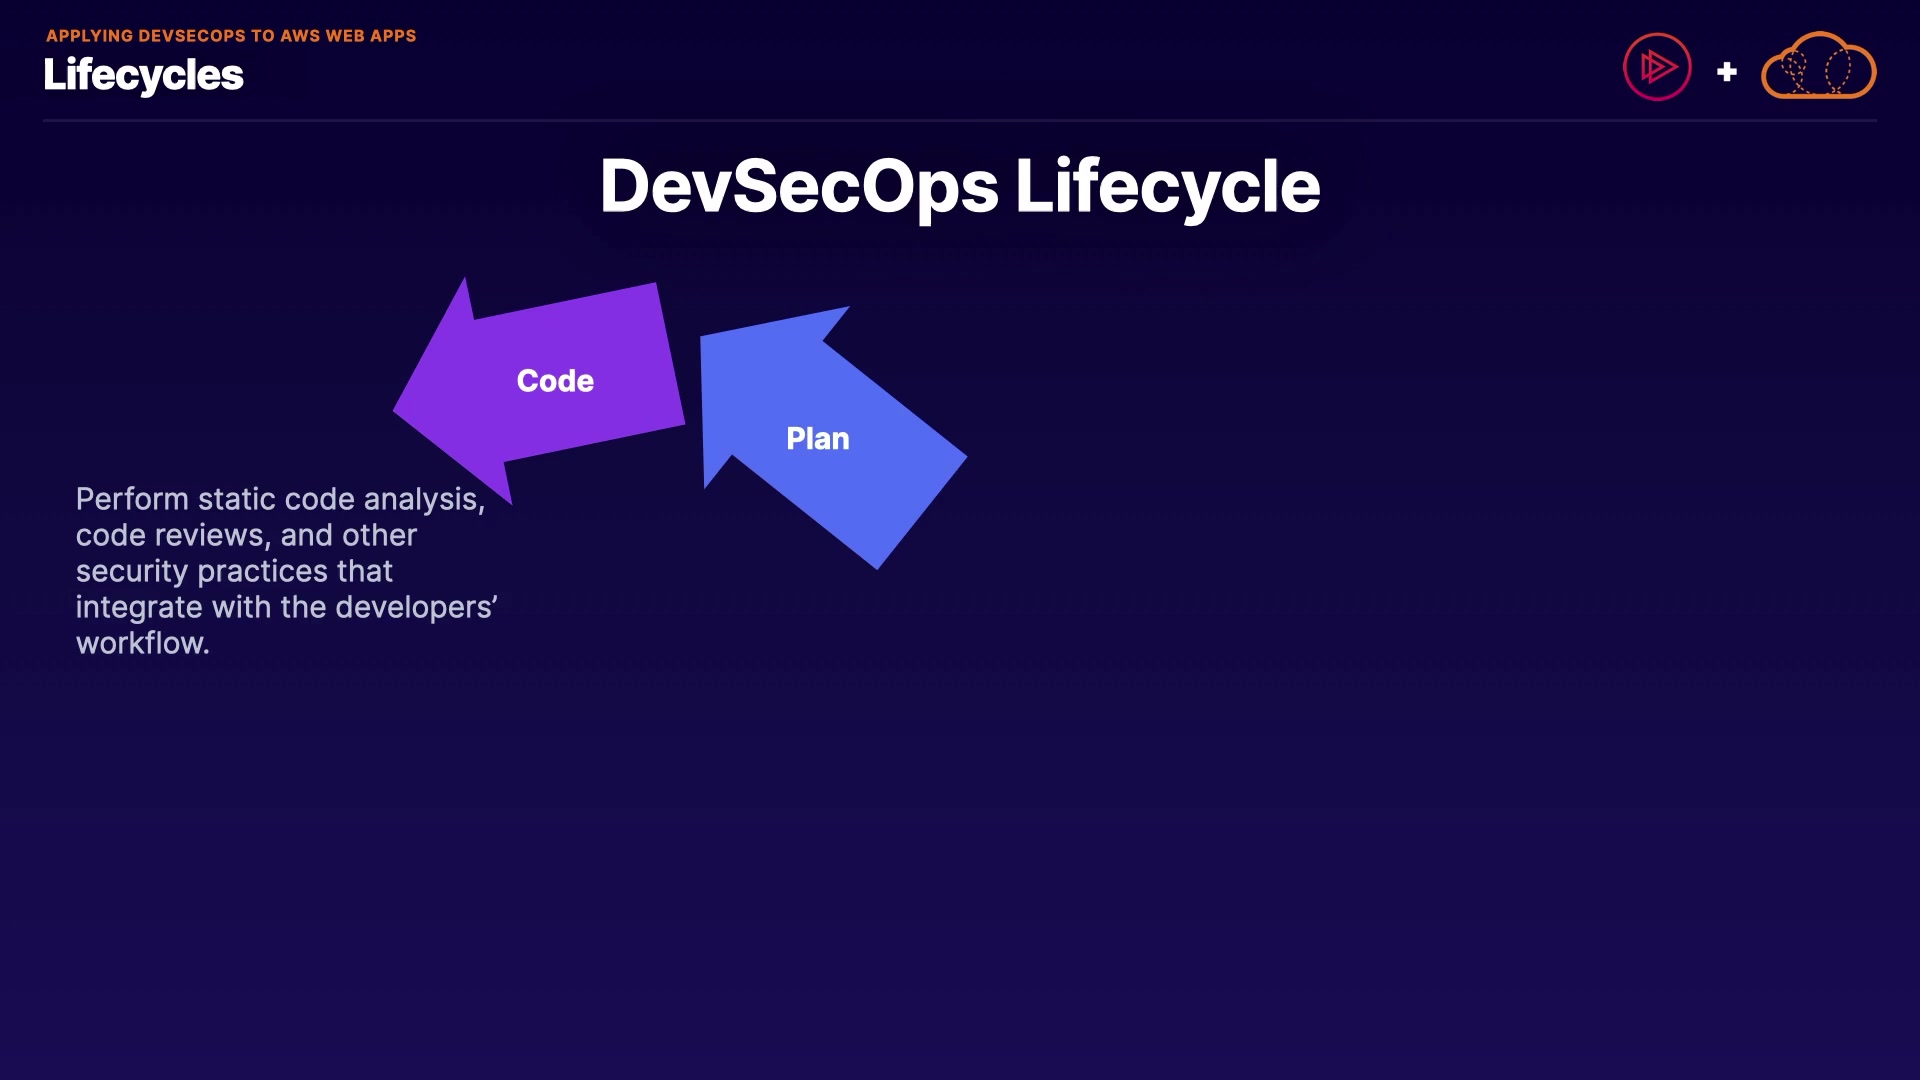 APPLYING DEVSECOPS TO AWS WEB APPS
Lifecycles
DevSecOps Lifecycle
Code
Plan
Perform static code analysis,
code reviews, and other
security practices that
integrate with the developers’
workflow.